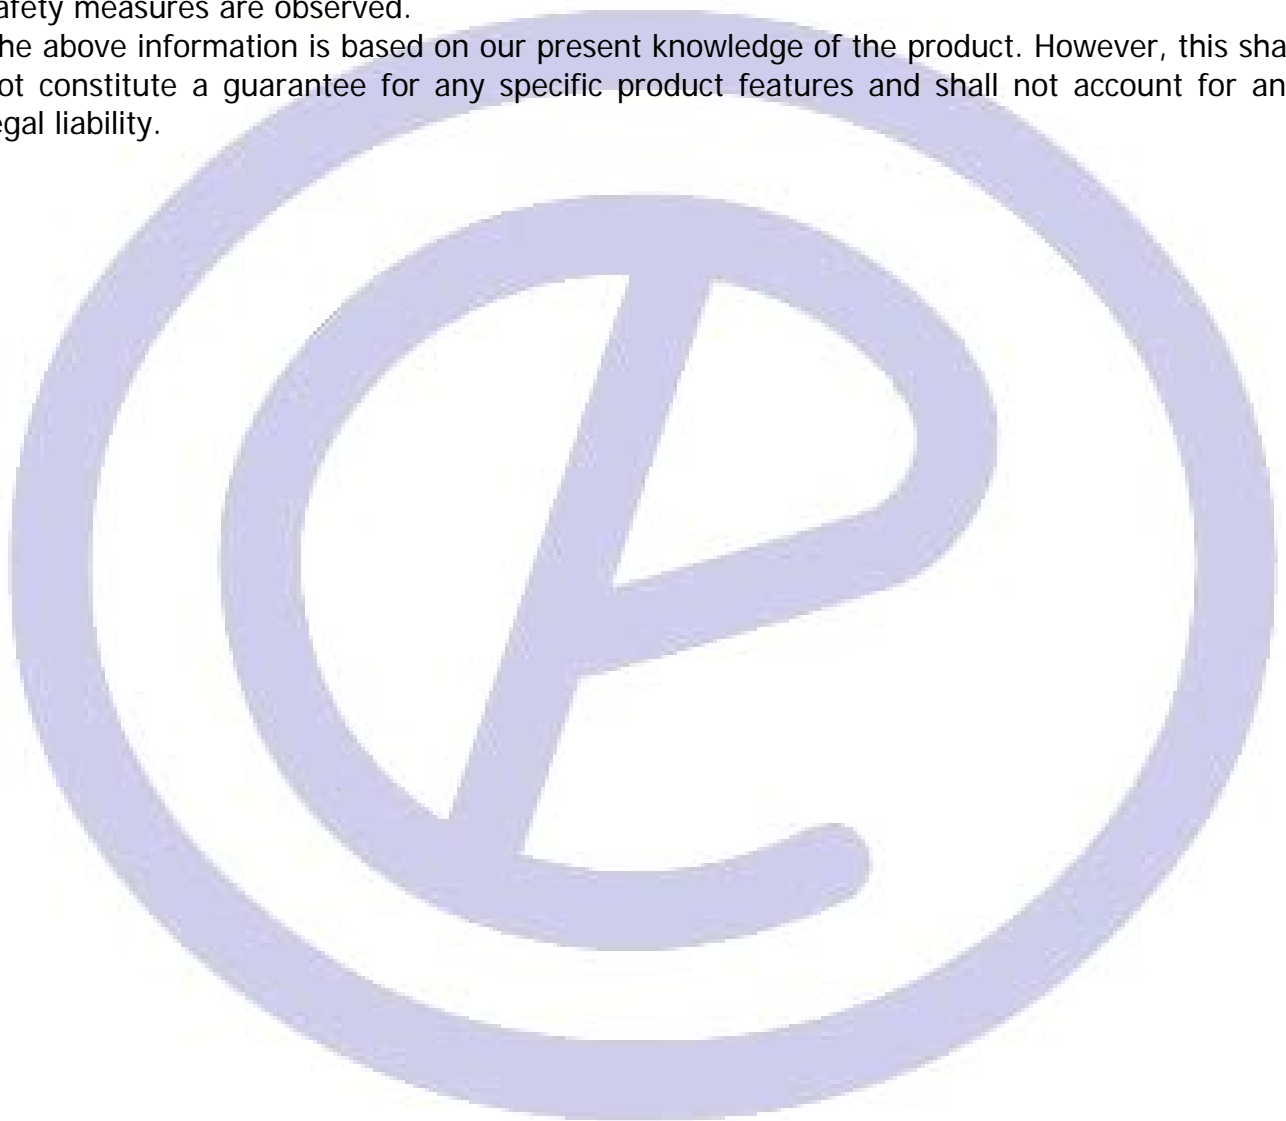 afety measures are observed.
he above information is based on our present knowledge of the product. However, this sha
ot constitute a guarantee for any specific product features and shall not account for an
egal liability.